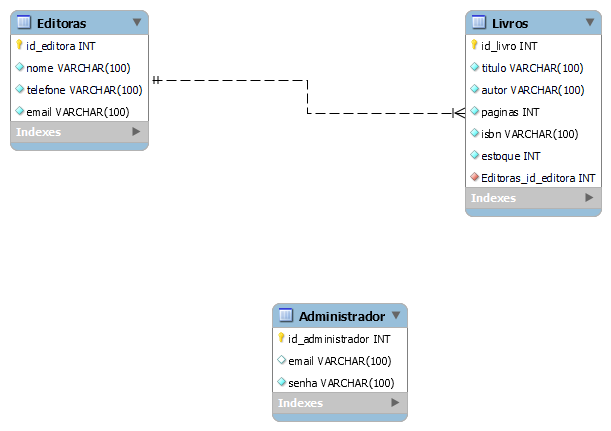 Editoras
id_editora INT
nome VARCHAR(100)
telefone VARCHAR(100)
email VARCHAR(100)
Indexes
Livros
id_livro INT
titulo VARCHAR(100)
autor VARCHAR(100)
paginas INT
isbn VARCHAR(100)
estoque INT
Editoras_id_editora INT
Indexes
Administrador
id_administrador INT
email VARCHAR(100)
senha VARCHAR(100)
Indexes